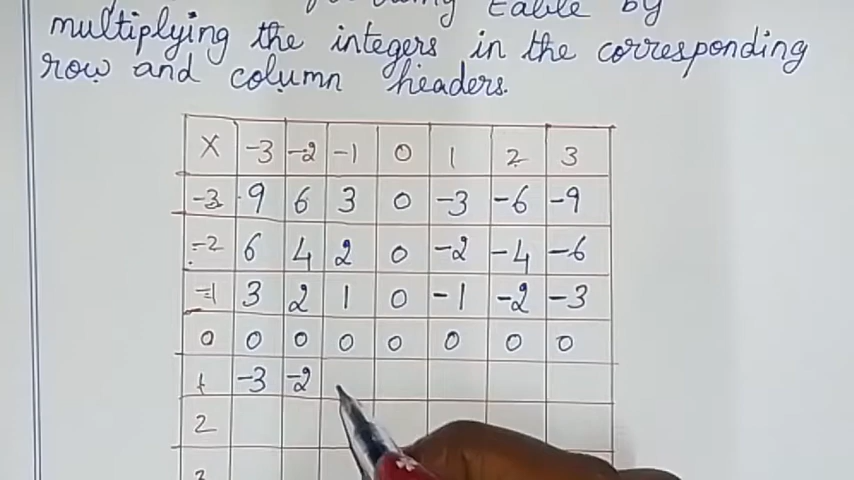 table by
multiplying the integers in the corresponding
row and column headers.
X -3 -2 -1 0 1 2 3
-3 9 6 3 0 -3 -6 -9
-2 6 4 2 0 -2 -4 -6
-1 3 2 1 0 -1 -2 -3
0 0 0 0 0 0 0 0
1 -3 -2
2